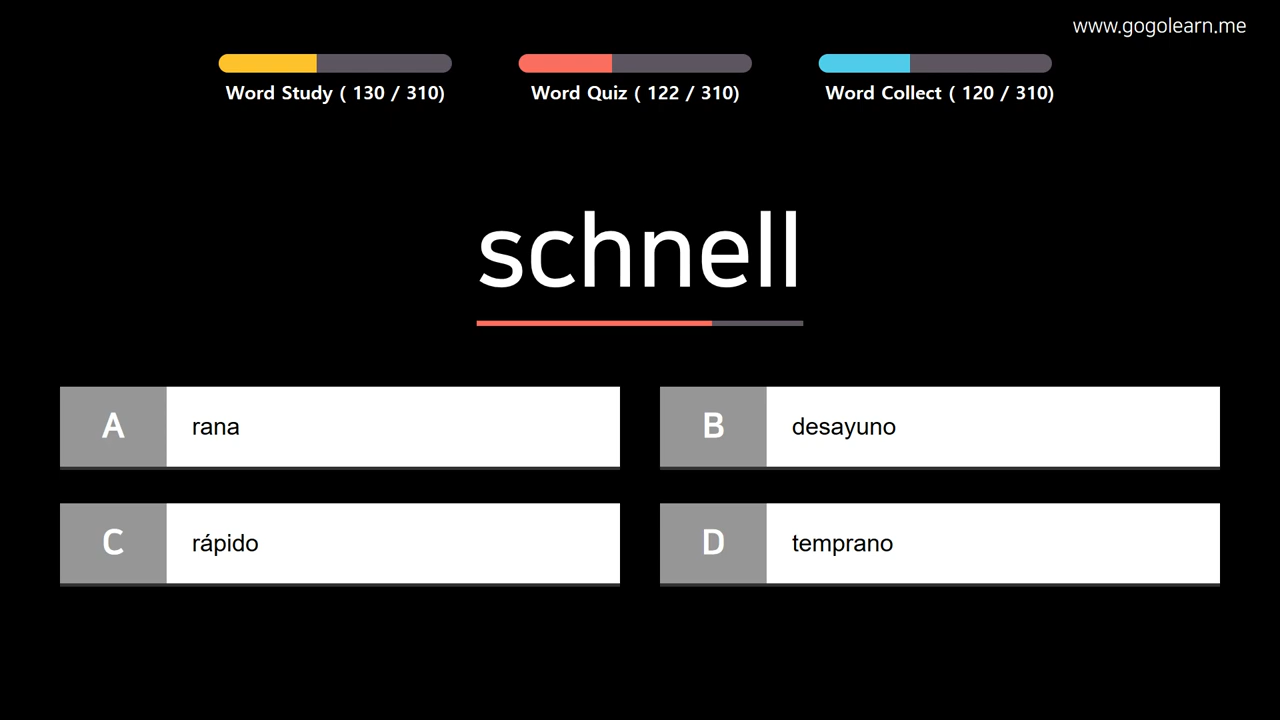 www.gogolearn.me
Word Study ( 130 / 310)
Word Quiz ( 122 / 310)
Word Collect ( 120 / 310)
schnell
A rana
B desayuno
C rápido
D temprano